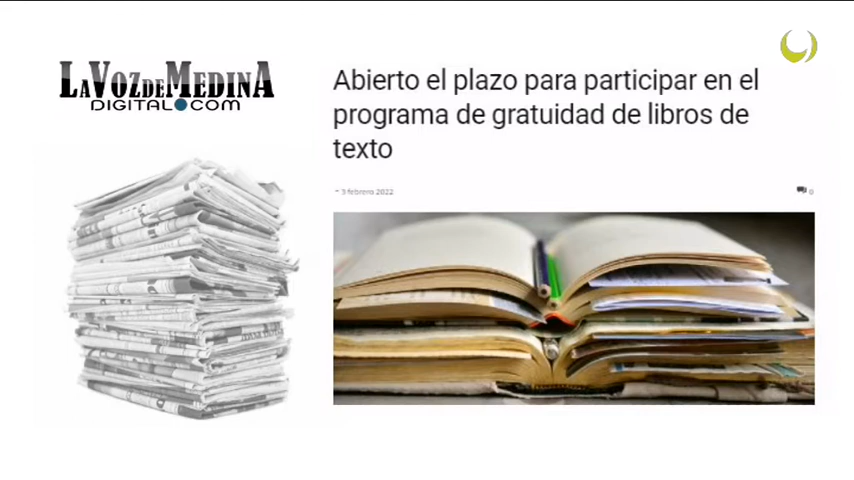 LAVOZDEMEDINA
DIGITAL.COM
Abierto el plazo para participar en el
programa de gratuidad de libros de
texto
- 3 febrero 2022
0